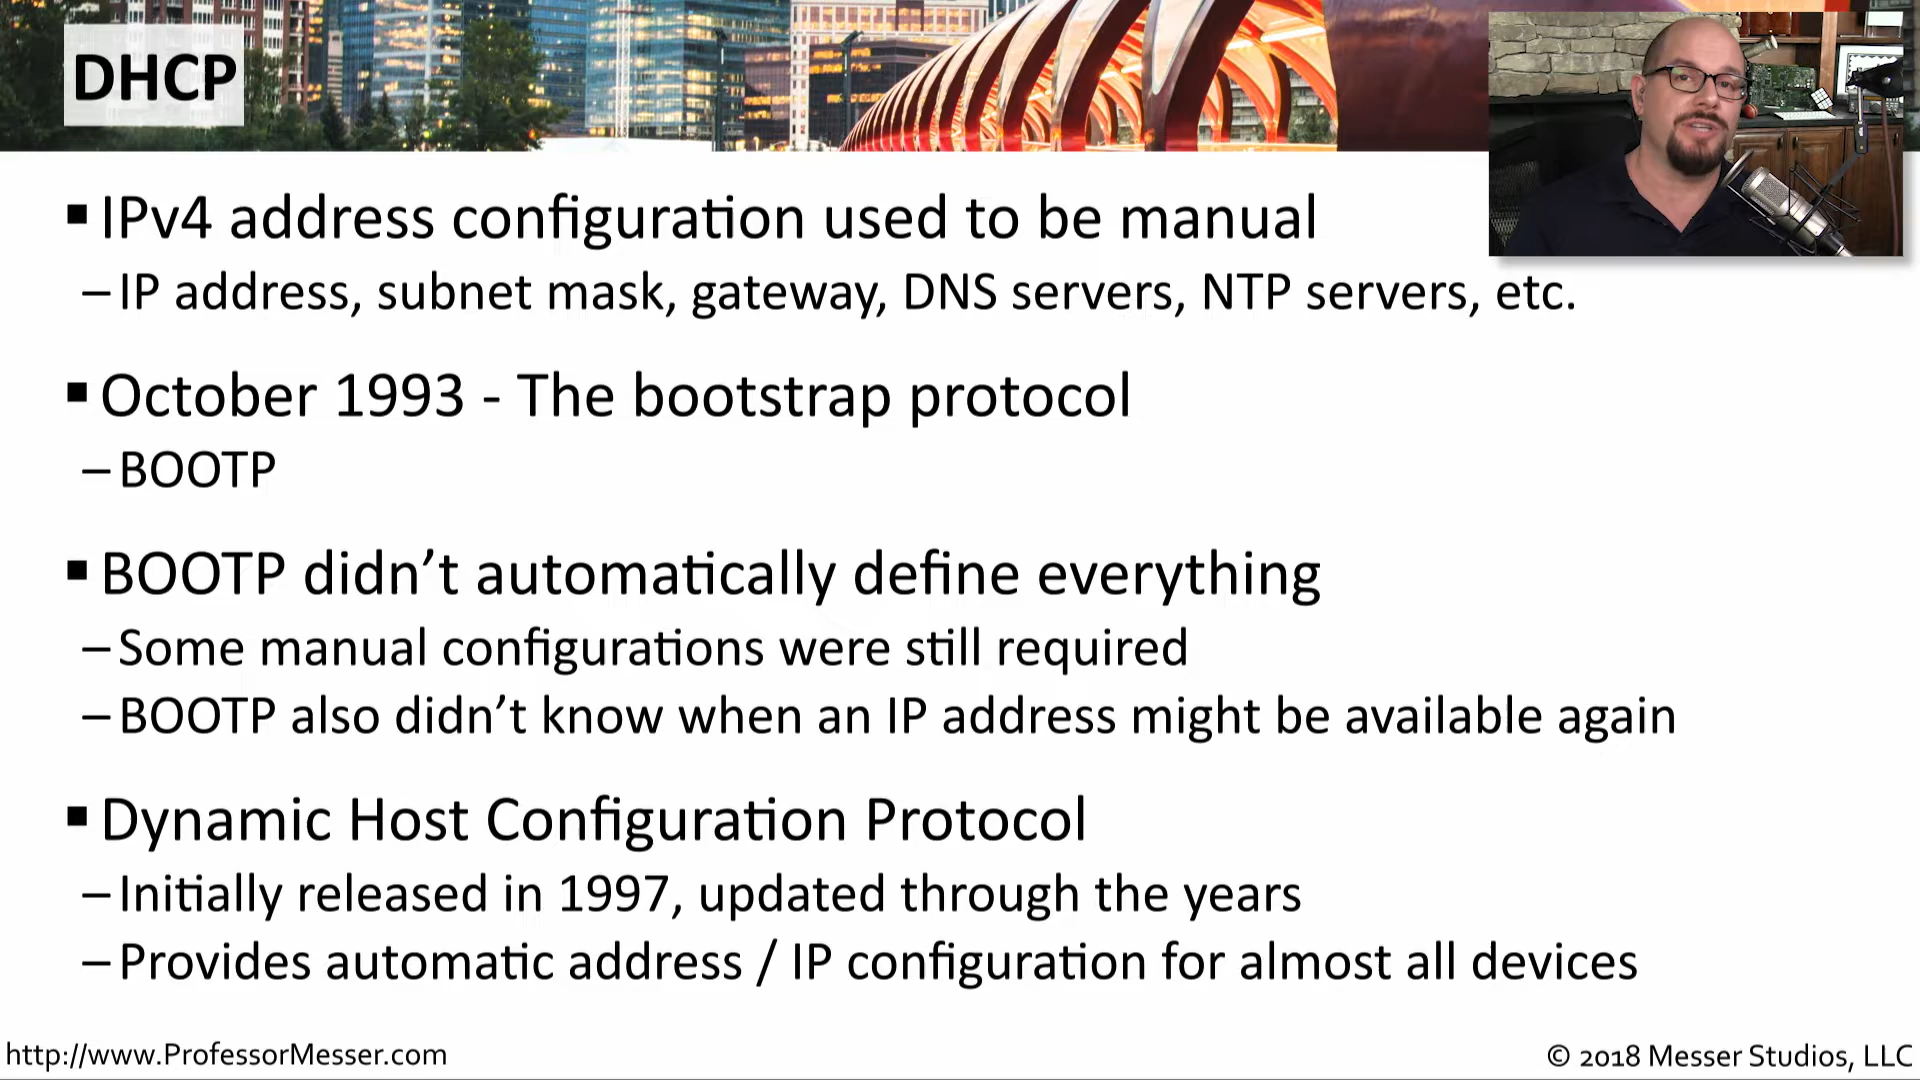 DHCP
▪ IPv4 address configuration used to be manual
– IP address, subnet mask, gateway, DNS servers, NTP servers, etc.
▪ October 1993 - The bootstrap protocol
– BOOTP
▪ BOOTP didn’t automatically define everything
– Some manual configurations were still required
– BOOTP also didn’t know when an IP address might be available again
▪ Dynamic Host Configuration Protocol
– Initially released in 1997, updated through the years
– Provides automatic address / IP configuration for almost all devices
http://www.ProfessorMesser.com
© 2018 Messer Studios, LLC